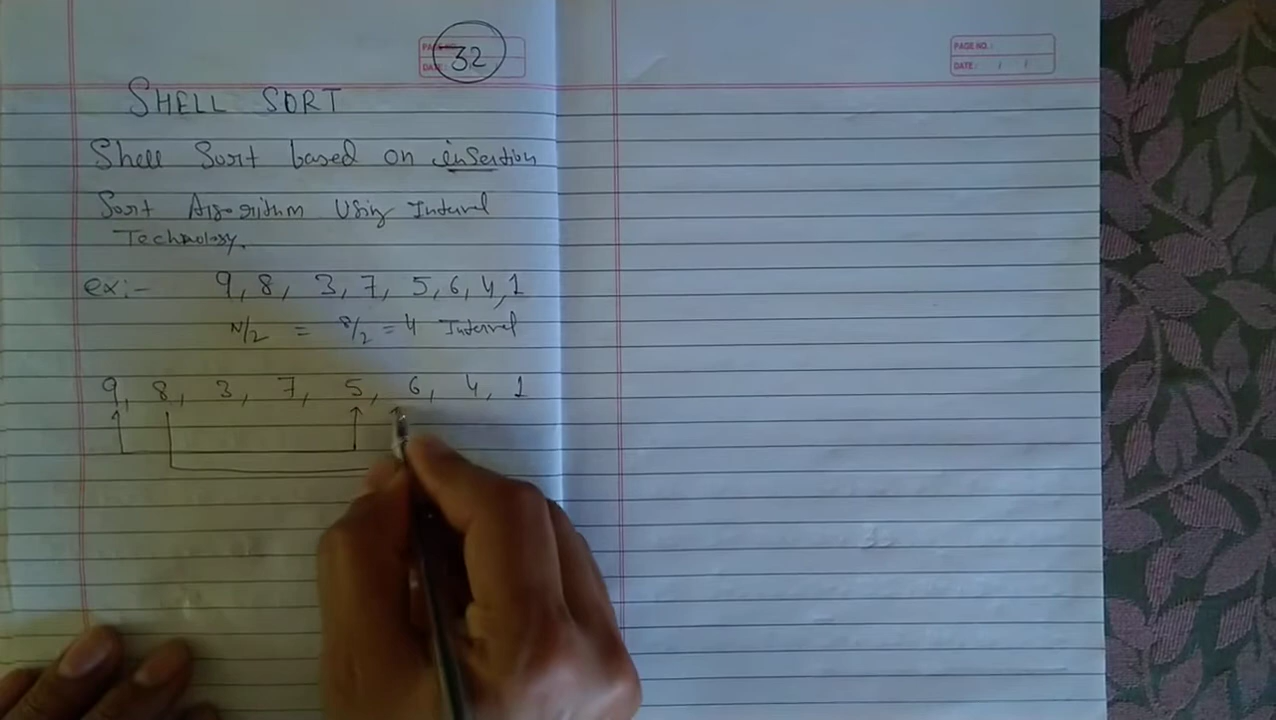 32
PAGE NO.:
DATE: / /
SHELL SORT
Shell Sort based on insertion
Sort Algorithm Using Interval
Technology.
ex:- 9, 8, 3, 7, 5, 6, 4, 1
N/2 = 8/2 = 4 Interval
9, 8, 3, 7, 5, 6, 4, 1